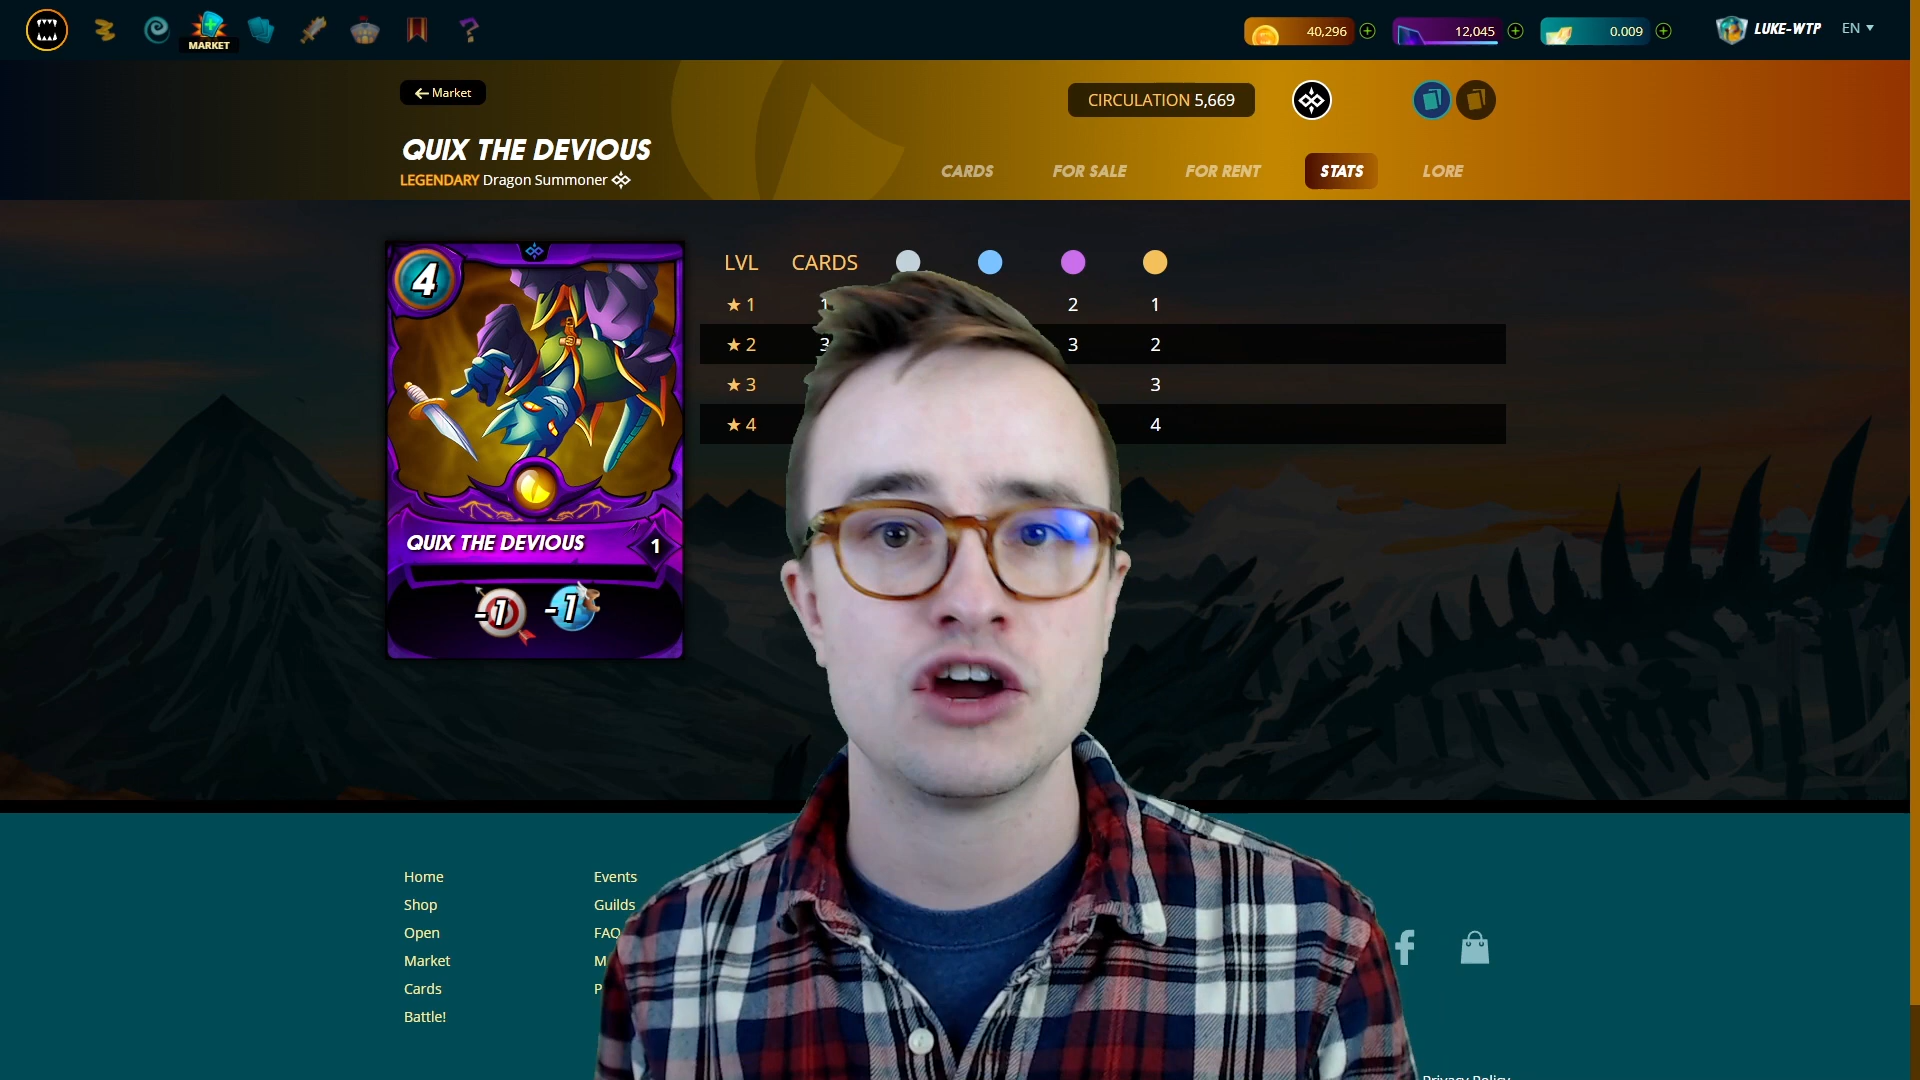 MARKET
40,296
12,045
0.009
LUKE-WTP
EN
Market
CIRCULATION 5,669
QUIX THE DEVIOUS
LEGENDARY Dragon Summoner
CARDS
FOR SALE
FOR RENT
STATS
LORE
4
QUIX THE DEVIOUS
1
-1
-1
LVL CARDS
1 1 2 1
2 3 3 2
3 3
4 4
Home
Shop
Open
Market
Cards
Battle!
Events
Guilds
FAQ
M
P
Privacy Policy